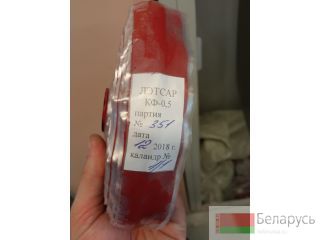 ЛЭТСАР
КФ-0,5
партия
№ 351
дата
12 2018 г.
каландр №
Беларусь